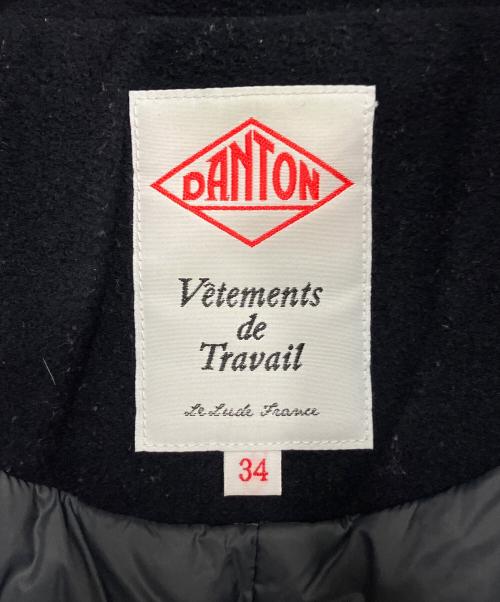 DANTON
Vêtements
de
Travail
Le Lude France
34